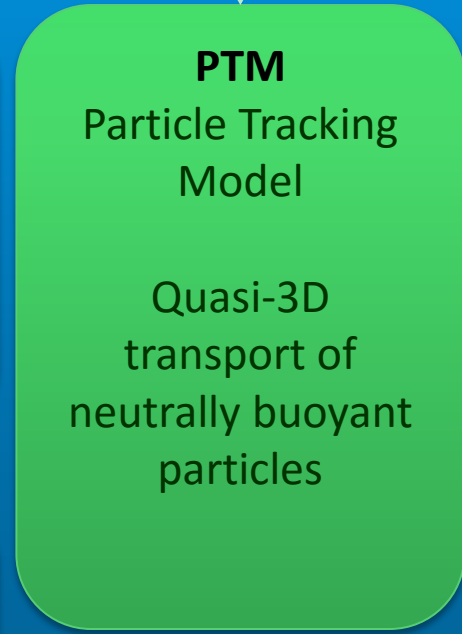 PTM
Particle Tracking
Model
Quasi-3D
transport of
neutrally buoyant
particles